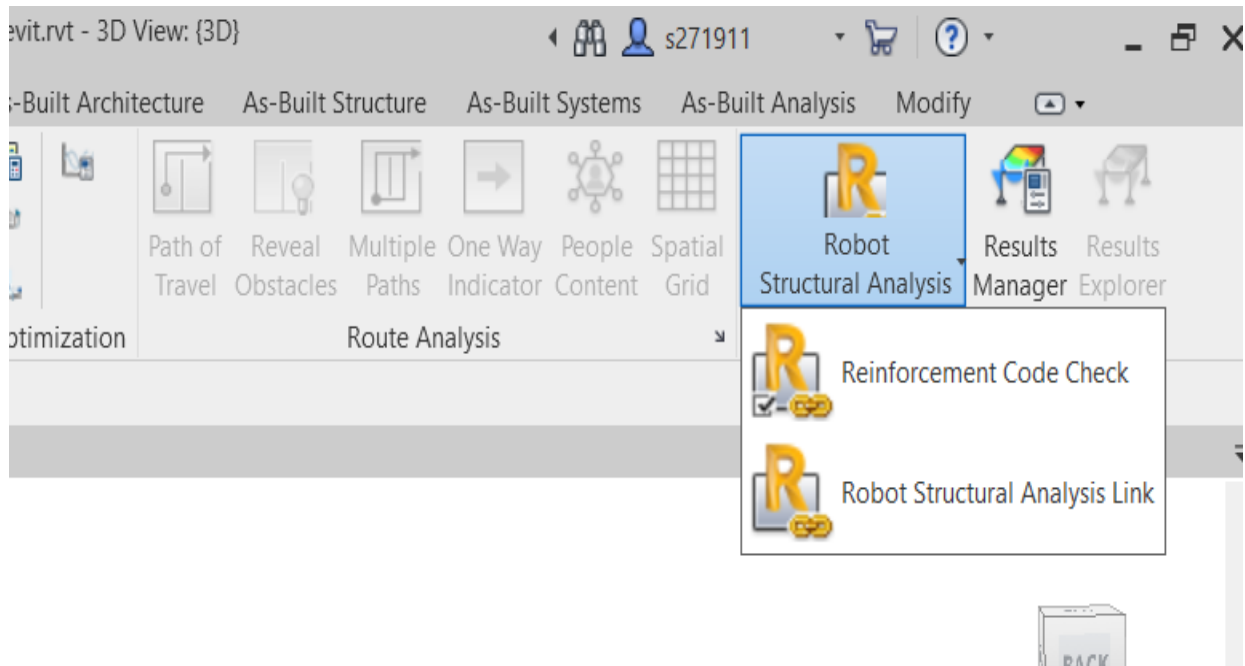 evit.rvt - 3D View: {3D} s271911
s-Built Architecture As-Built Structure As-Built Systems As-Built Analysis Modify
Path of Travel
Reveal Obstacles
Multiple Paths
One Way Indicator
People Content
Spatial Grid
Robot Structural Analysis
Results Manager
Results Explorer
ptimization Route Analysis
Reinforcement Code Check
Robot Structural Analysis Link
BACK